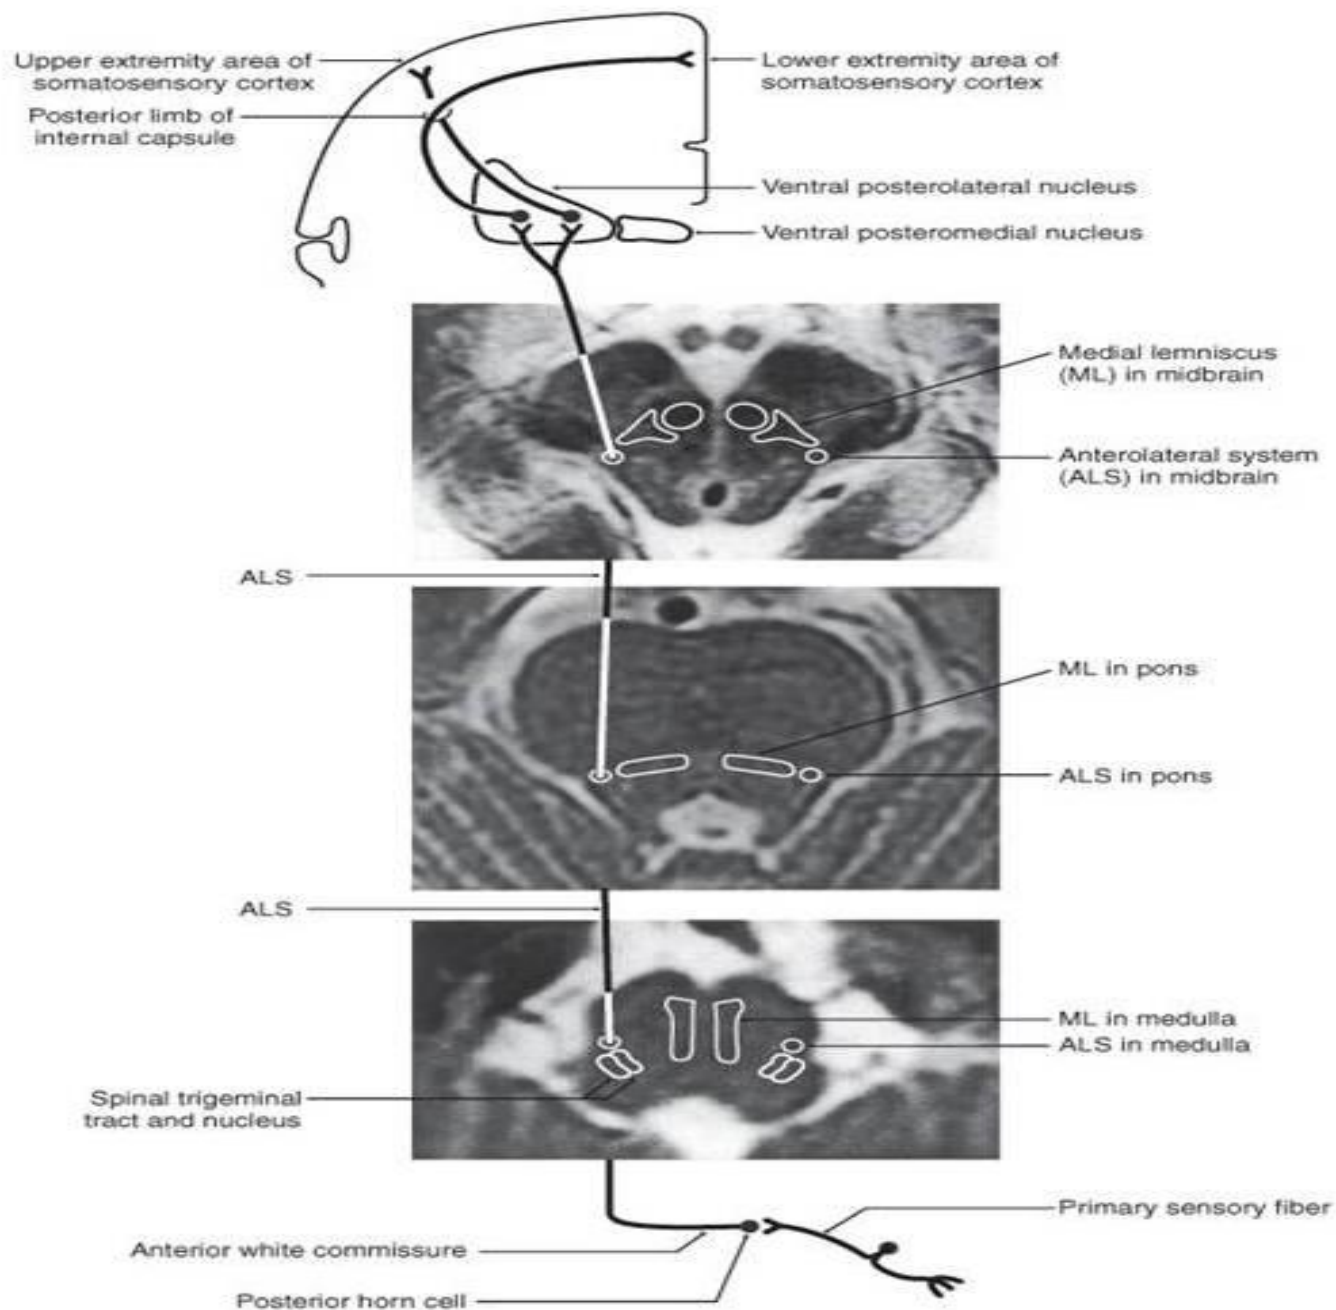 Upper extremity area of
somatosensory cortex
Lower extremity area of
somatosensory cortex
Posterior limb of
internal capsule
Ventral posterolateral nucleus
Ventral posteromedial nucleus
Medial lemniscus
(ML) in midbrain
Anterolateral system
(ALS) in midbrain
ALS
ML in pons
ALS in pons
ALS
ML in medulla
ALS in medulla
Spinal trigeminal
tract and nucleus
Primary sensory fiber
Anterior white commissure
Posterior horn cell